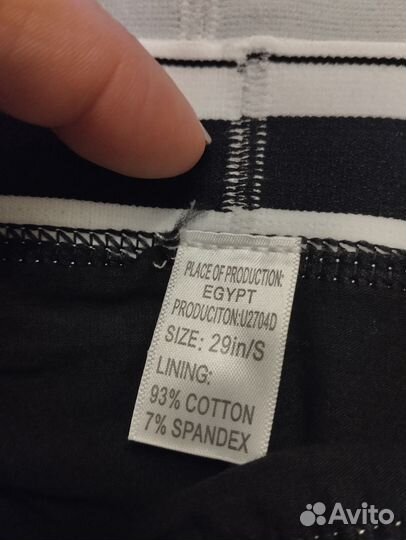 PLACE OF PRODUCTION:
EGYPT
PRODUCITON:U2704D
SIZE: 29in/S
LINING:
93% COTTON
7% SPANDEX
Avito